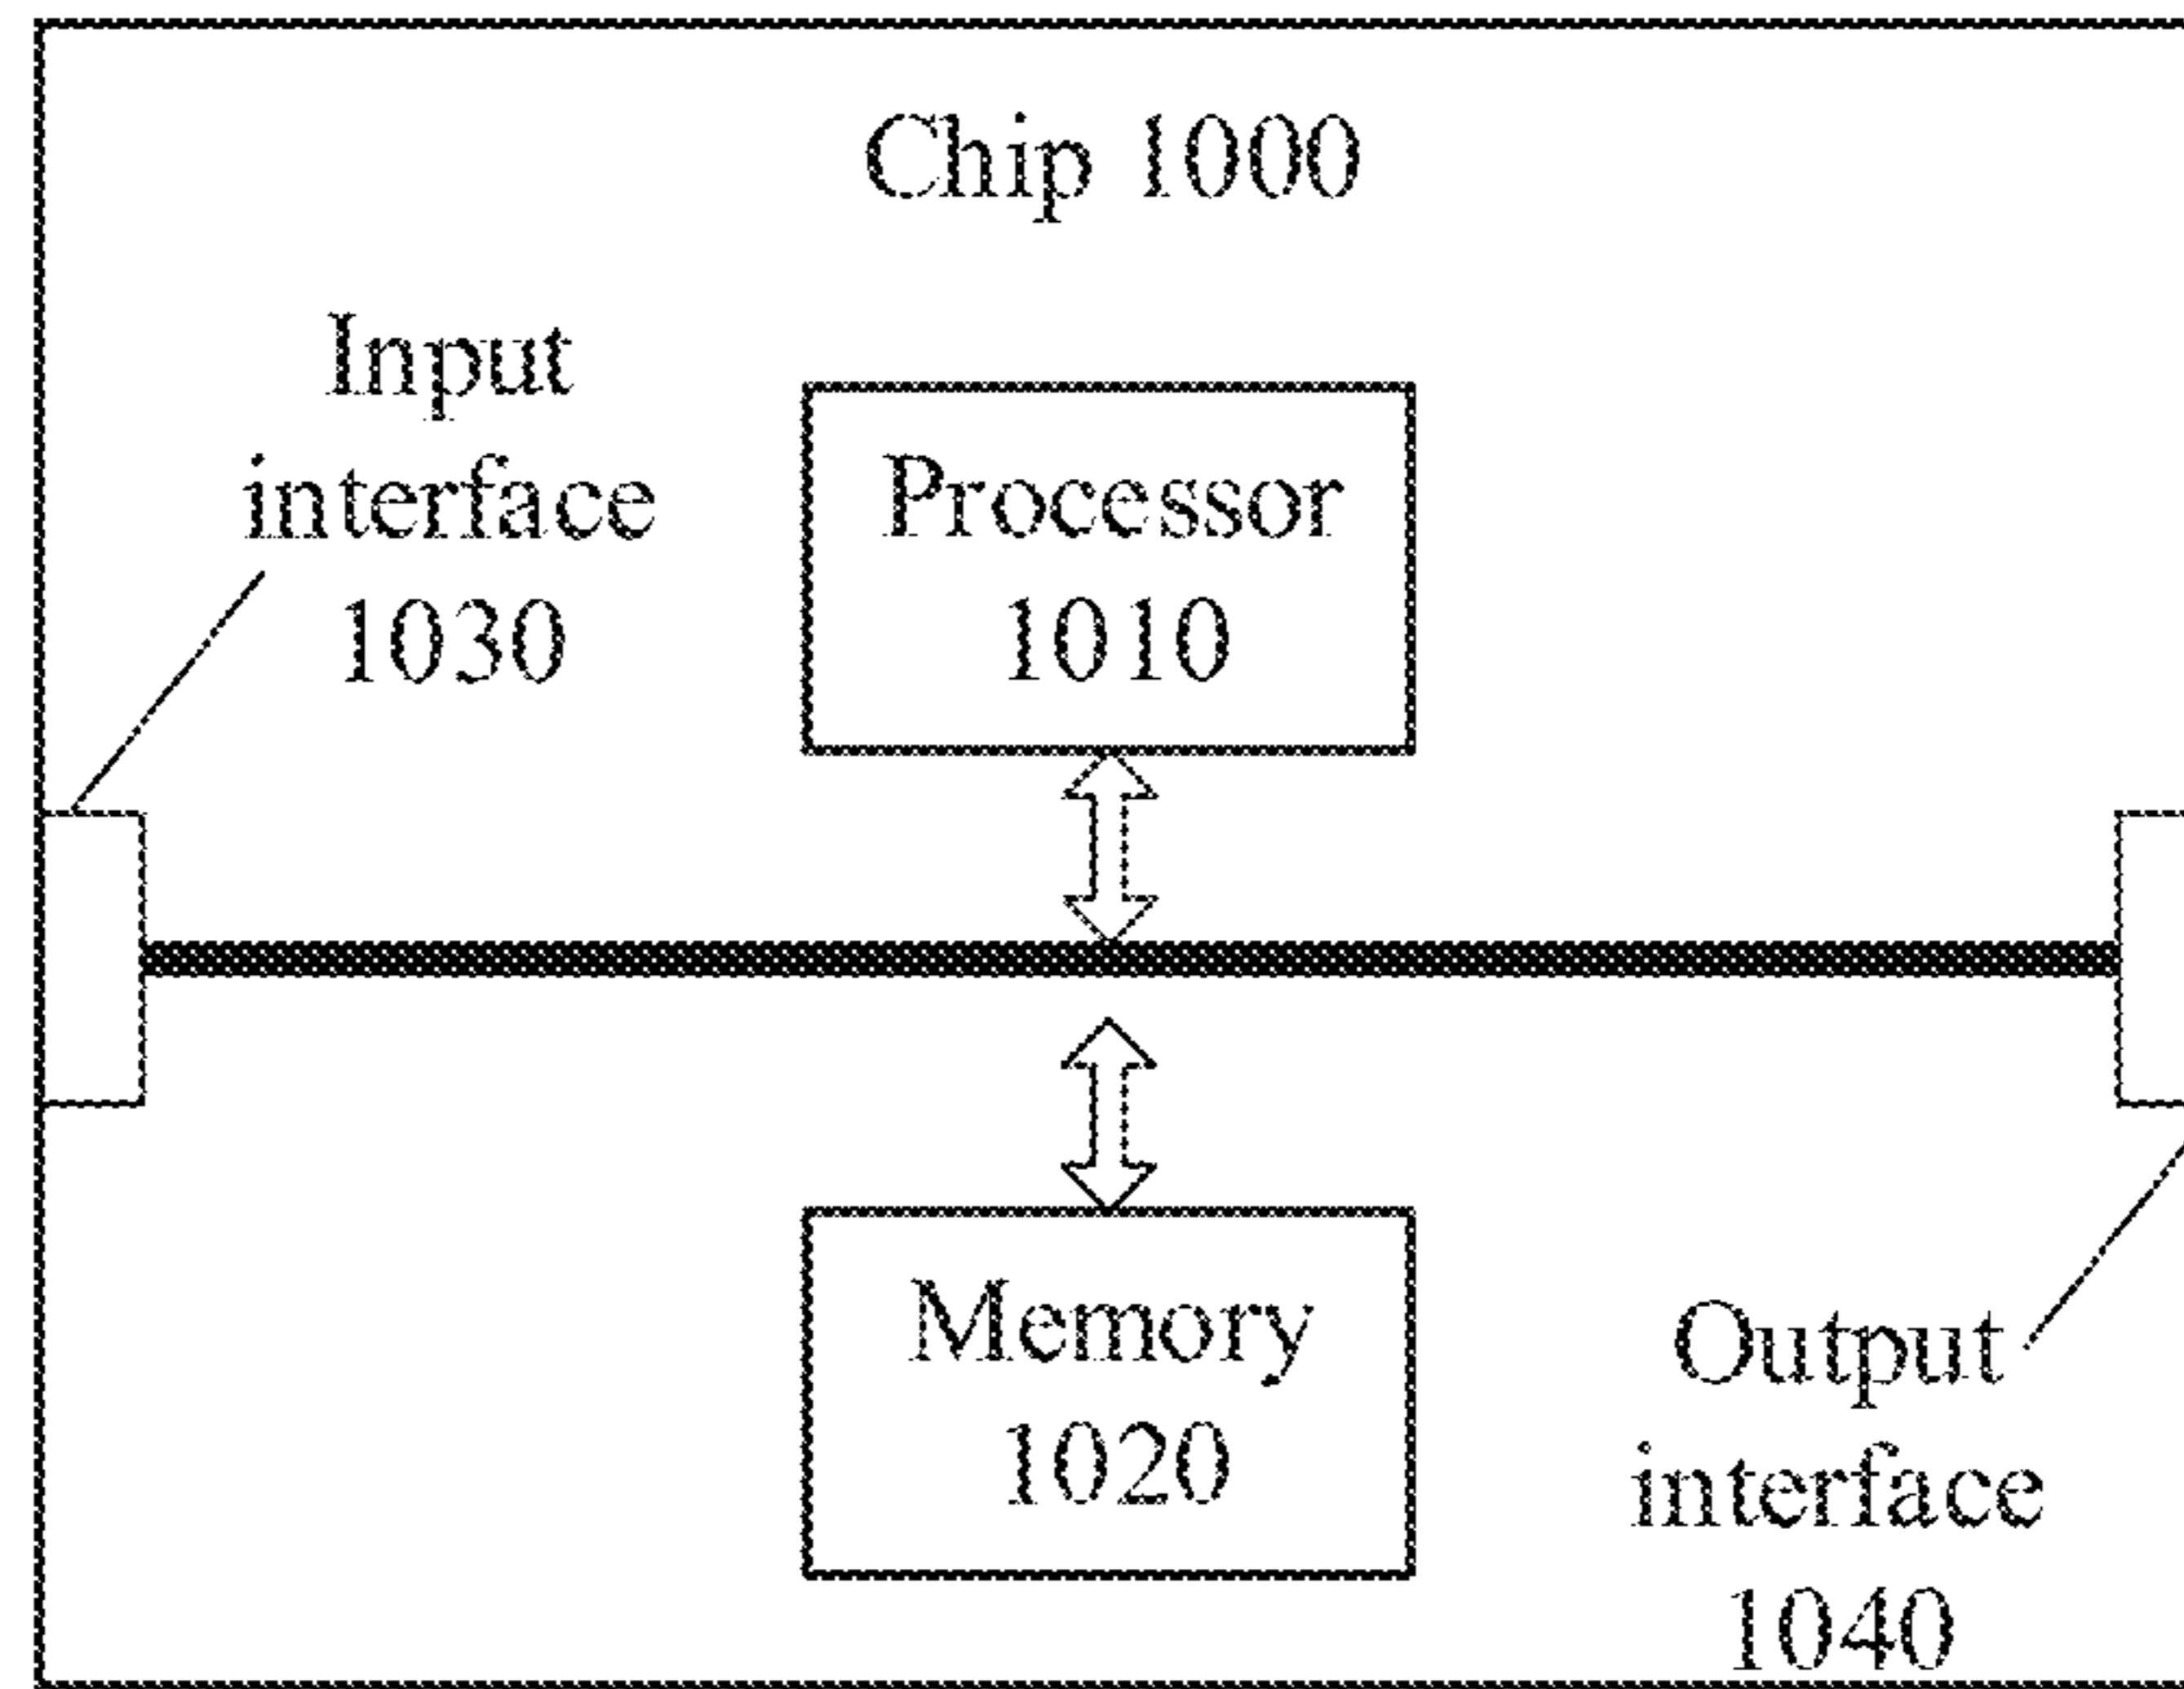 Chip 1000
Input
interface
1030
Processor
1010
Memory
1020
Output
interface
1040